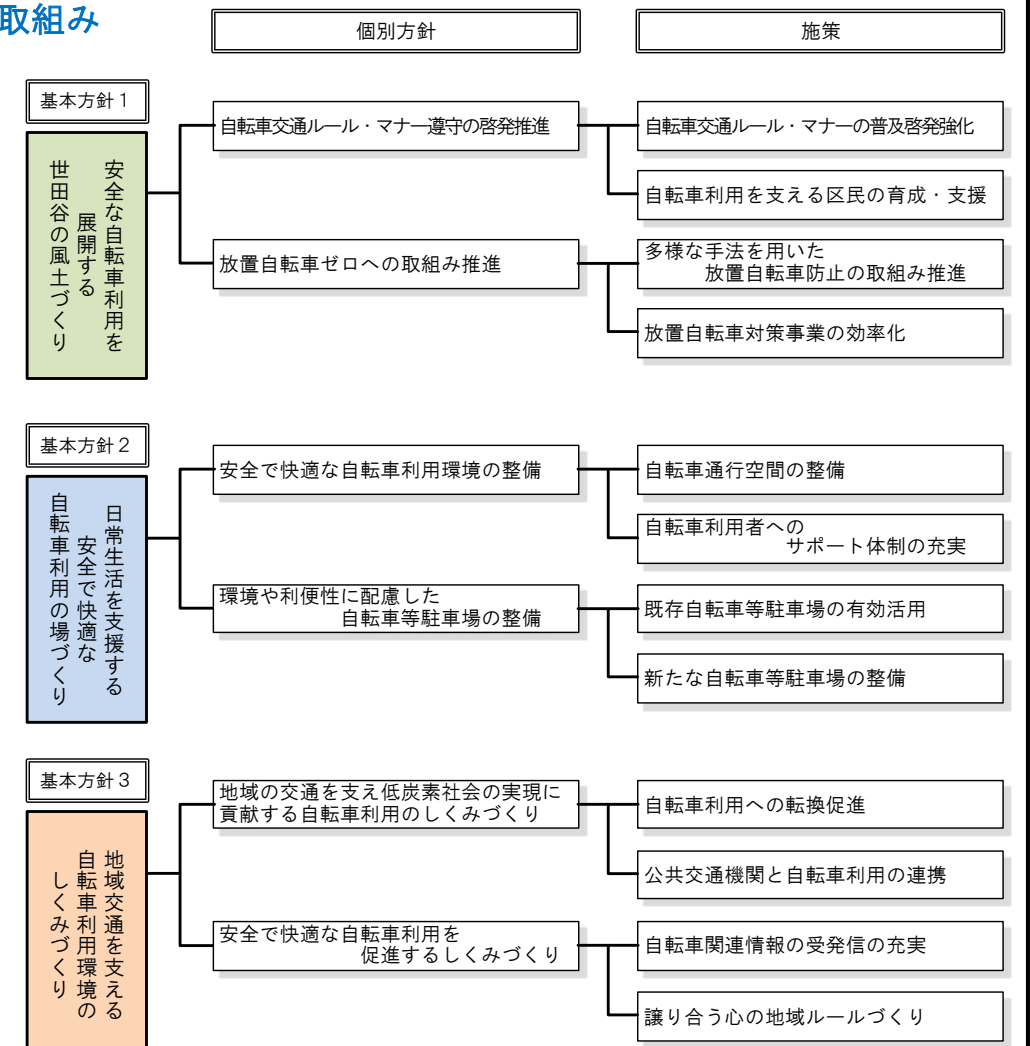 取組み
個別方針
施策
基本方針１
安全な自転車利用を
展開する
世田谷の風土づくり
自転車交通ルール・マナー遵守の啓発推進
自転車交通ルール・マナーの普及啓発強化
自転車利用を支える区民の育成・支援
放置自転車ゼロへの取組み推進
多様な手法を用いた
放置自転車防止の取組み推進
放置自転車対策事業の効率化
基本方針２
日常生活を支援する
安全で快適な
自転車利用の場づくり
安全で快適な自転車利用環境の整備
自転車通行空間の整備
自転車利用者への
サポート体制の充実
環境や利便性に配慮した
自転車等駐車場の整備
既存自転車等駐車場の有効活用
新たな自転車等駐車場の整備
基本方針３
地域交通を支える
自転車利用環境の
しくみづくり
地域の交通を支え低炭素社会の実現に
貢献する自転車利用のしくみづくり
自転車利用への転換促進
公共交通機関と自転車利用の連携
安全で快適な自転車利用を
促進するしくみづくり
自転車関連情報の受発信の充実
譲り合う心の地域ルールづくり